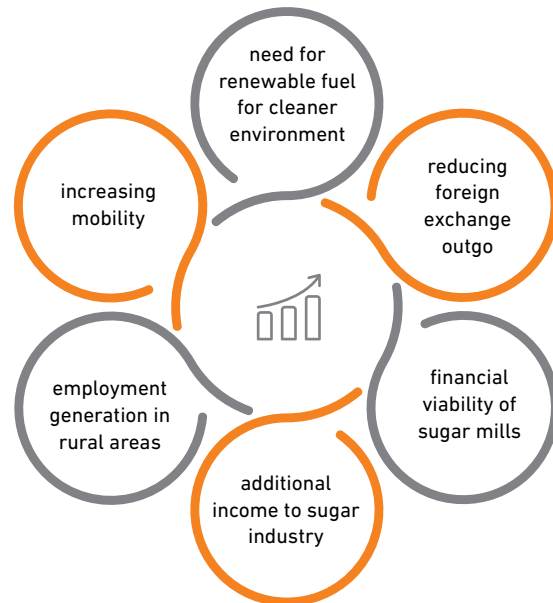 need for
renewable fuel
for cleaner
environment
reducing
foreign
exchange
outgo
financial
viability of
sugar mills
additional
income to sugar
industry
employment
generation in
rural areas
increasing
mobility